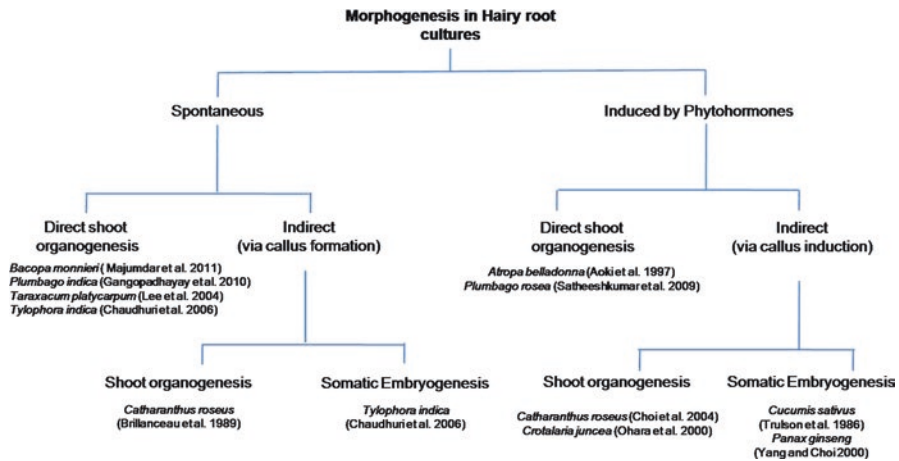 Morphogenesis in Hairy root
cultures
Spontaneous
Induced by Phytohormones
Direct shoot
organogenesis
Bacopa monnieri (Majumdar et al. 2011)
Plumbago indica (Gangopadhayay et al. 2010)
Taraxacum platycarpum (Lee et al. 2004)
Tylophora indica (Chaudhuri et al. 2006)
Indirect
(via callus formation)
Direct shoot
organogenesis
Atropa belladonna (Aoki et al. 1997)
Plumbago rosea (Satheeshkumar et al. 2009)
Indirect
(via callus induction)
Shoot organogenesis
Catharanthus roseus
(Brillanceau et al. 1989)
Somatic Embryogenesis
Tylophora indica
(Chaudhuri et al. 2006)
Shoot organogenesis
Catharanthus roseus (Choi et al. 2004)
Crotalaria juncea (Ohara et al. 2000)
Somatic Embryogenesis
Cucumis sativus
(Trulson et al. 1986)
Panax ginseng
(Yang and Choi 2000)